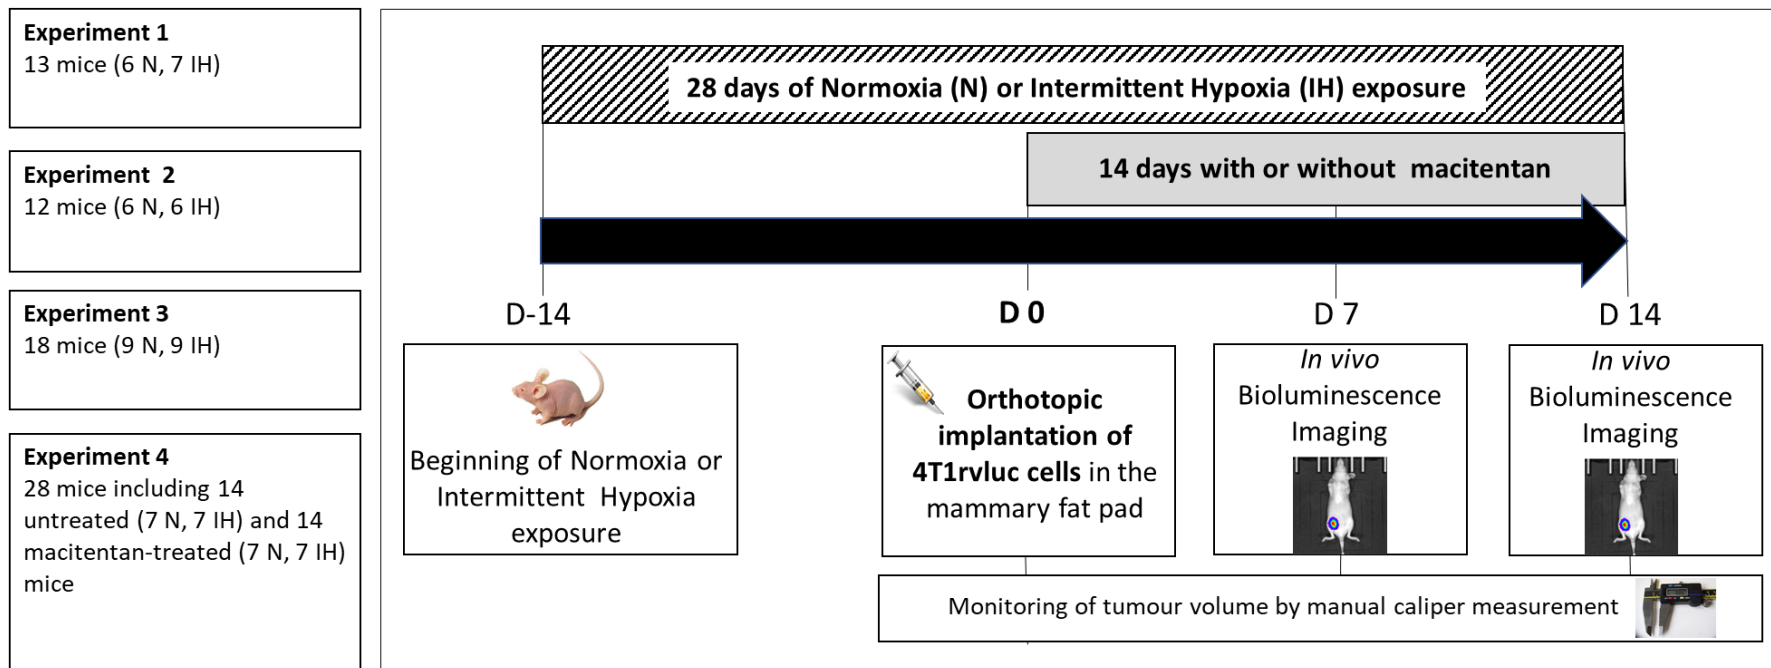 Experiment 1
13 mice (6 N, 7 IH)
Experiment 2
12 mice (6 N, 6 IH)
Experiment 3
18 mice (9 N, 9 IH)
Experiment 4
28 mice including 14
untreated (7 N, 7 IH) and 14
macitentan-treated (7 N, 7 IH)
mice
28 days of Normoxia (N) or Intermittent Hypoxia (IH) exposure
14 days with or without macitentan
D-14
D 0
D 7
D 14
Beginning of Normoxia or
Intermittent Hypoxia
exposure
Orthotopic
implantation of
4T1rvluc cells in the
mammary fat pad
In vivo
Bioluminescence
Imaging
In vivo
Bioluminescence
Imaging
Monitoring of tumour volume by manual caliper measurement